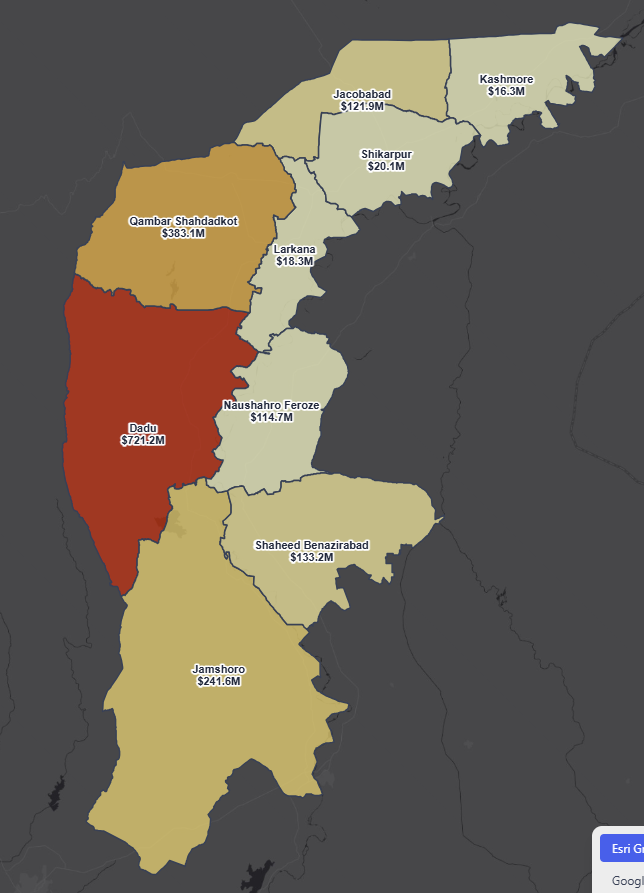 Kashmore
$16.3M
Jacobabad
$121.9M
Shikarpur
$20.1M
Qambar Shahdadkot
$383.1M
Larkana
$18.3M
Naushahro Feroze
$114.7M
Dadu
$721.2M
Shaheed Benazirabad
$133.2M
Jamshoro
$241.6M
Esri
Googl